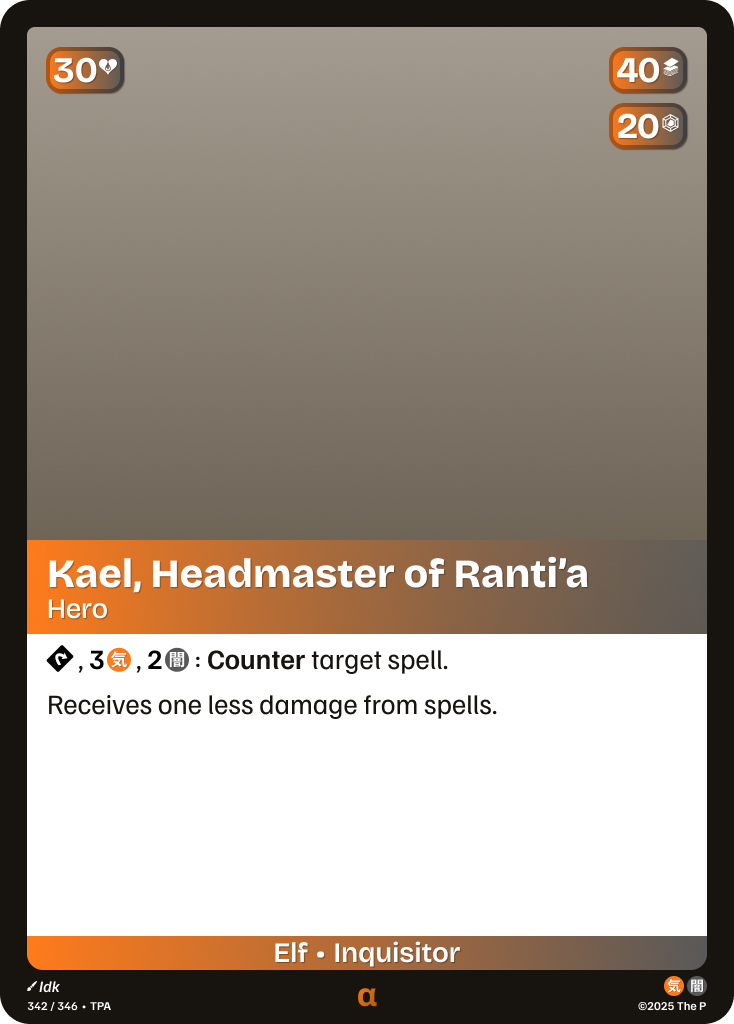 30
40
20
Kael, Headmaster of Ranti’a
Hero
, 3 気 , 2 闇 : Counter target spell.
Receives one less damage from spells.
Elf • Inquisitor
Idk
342 / 346 • TPA
α
気 闇
©2025 The P